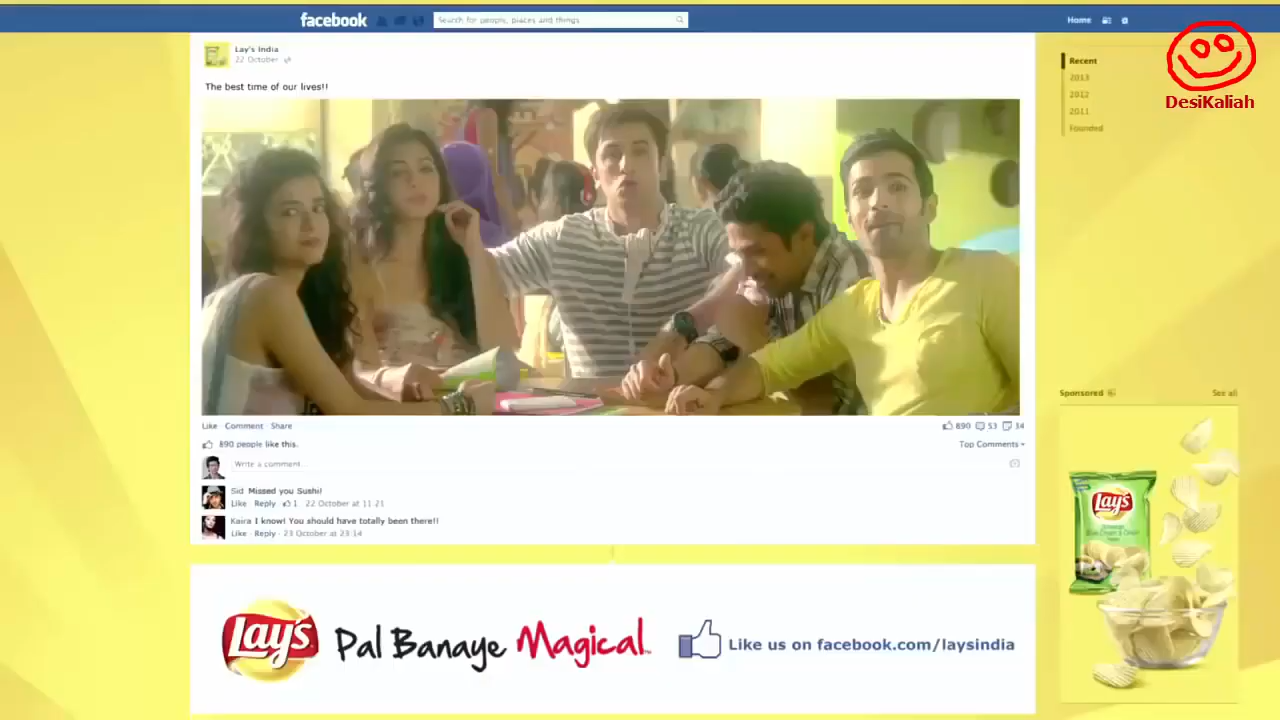 facebook
Search for people, places and things
Home
DesiKaliah
Lay's India
22 October
The best time of our lives!!
Recent
2013
2012
2011
Founded
Like Comment Share
890 53 34
890 people like this.
Top Comments
Write a comment...
Sid Missed you Sushi!
Like · Reply · 1 · 22 October at 11:21
Kaira I know! You should have totally been there!!
Like · Reply · 23 October at 23:14
Sponsored
See all
Lay's
Lay's
Pal Banaye Magical
Like us on facebook.com/laysindia